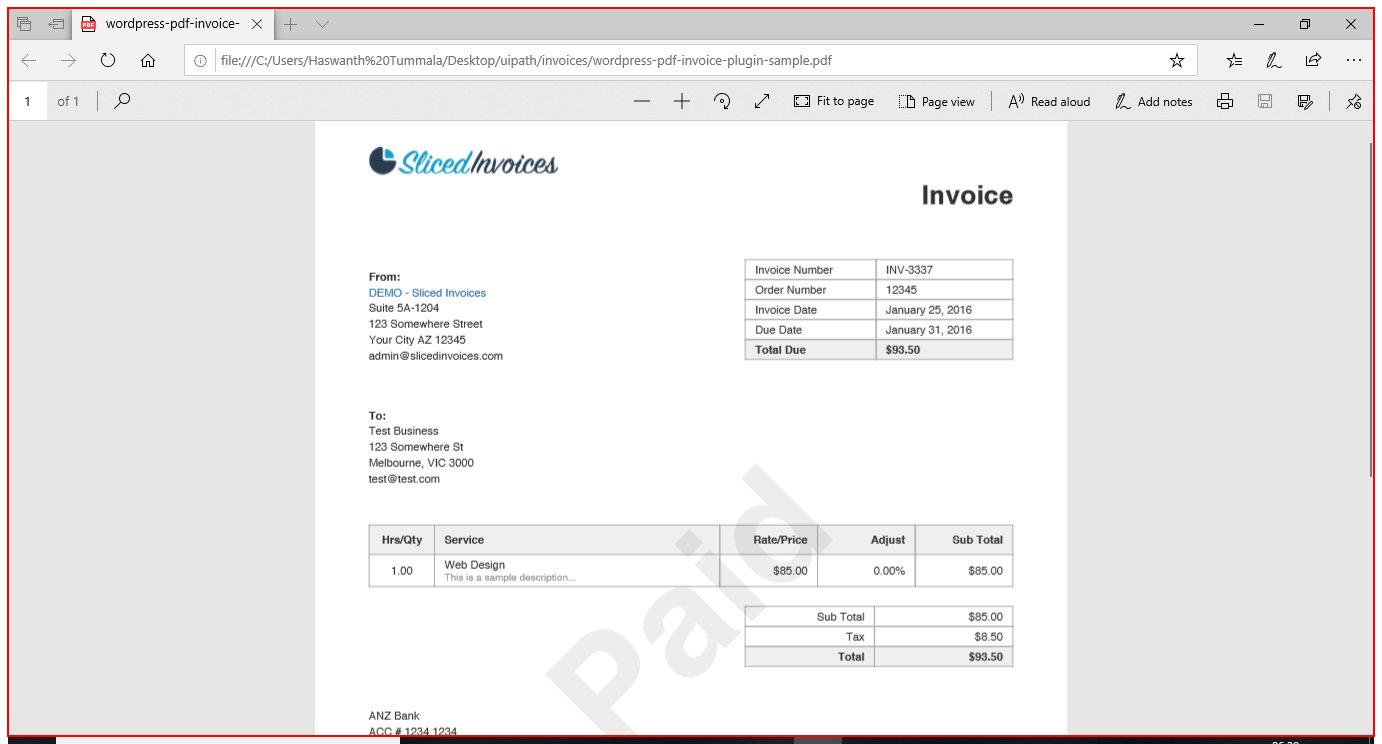 wordpress-pdf-invoice-
file:///C:/Users/Haswanth%20Tummala/Desktop/uipath/invoices/wordpress-pdf-invoice-plugin-sample.pdf
1 of 1 Fit to page Page view Read aloud Add notes
Sliced Invoices
Invoice
From:
DEMO - Sliced Invoices
Suite 5A-1204
123 Somewhere Street
Your City AZ 12345
admin@slicedinvoices.com
Invoice Number INV-3337
Order Number 12345
Invoice Date January 25, 2016
Due Date January 31, 2016
Total Due $93.50
To:
Test Business
123 Somewhere St
Melbourne, VIC 3000
test@test.com
Hrs/Qty Service Rate/Price Adjust Sub Total
1.00 Web Design $85.00 0.00% $85.00
This is a sample description...
Sub Total $85.00
Tax $8.50
Total $93.50
Paid
ANZ Bank
ACC # 1234 1234